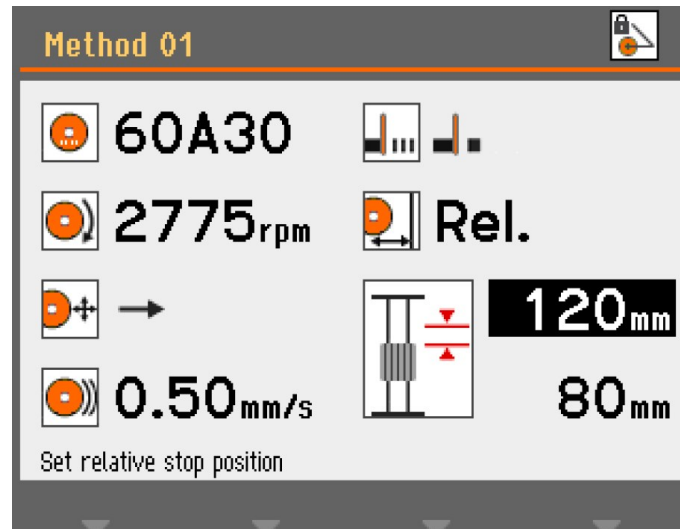 Method 01
60A30
2775rpm
Rel.
120mm
0.50mm/s
80mm
Set relative stop position